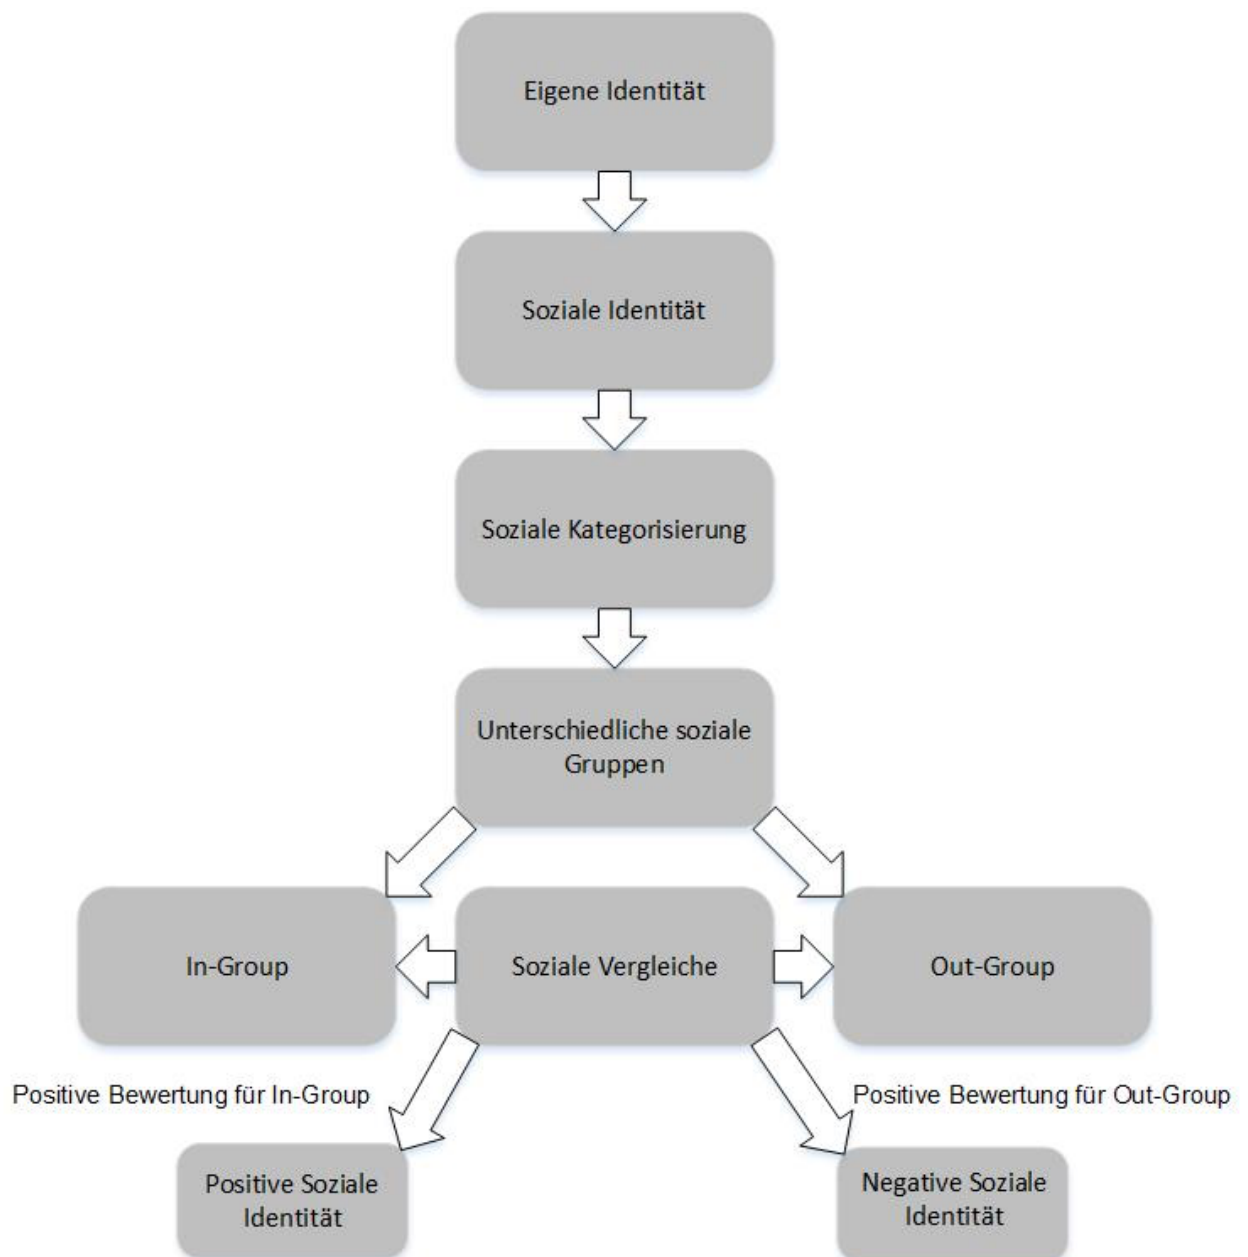 Eigene Identität
Soziale Identität
Soziale Kategorisierung
Unterschiedliche soziale
Gruppen
In-Group
Soziale Vergleiche
Out-Group
Positive Bewertung für In-Group
Positive Bewertung für Out-Group
Positive Soziale
Identität
Negative Soziale
Identität